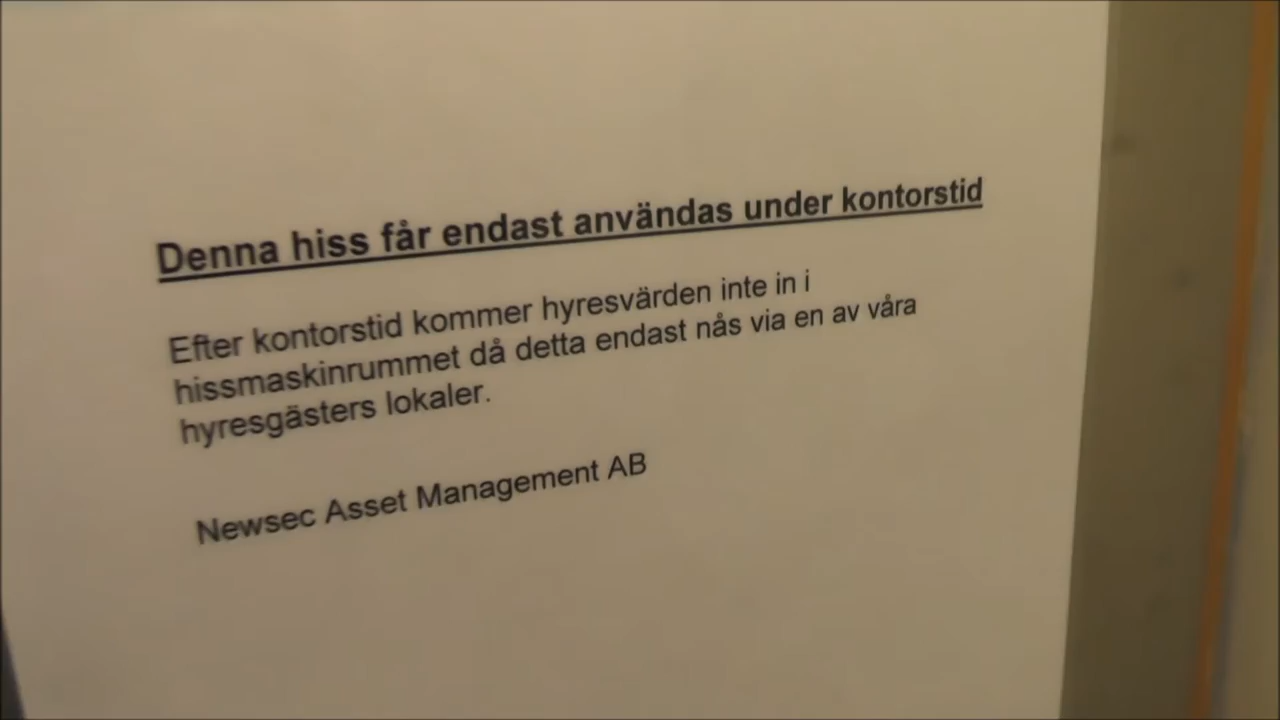 Denna hiss får endast användas under kontorstid
Efter kontorstid kommer hyresvärden inte in i
hissmaskinrummet då detta endast nås via en av våra
hyresgästers lokaler.
Newsec Asset Management AB